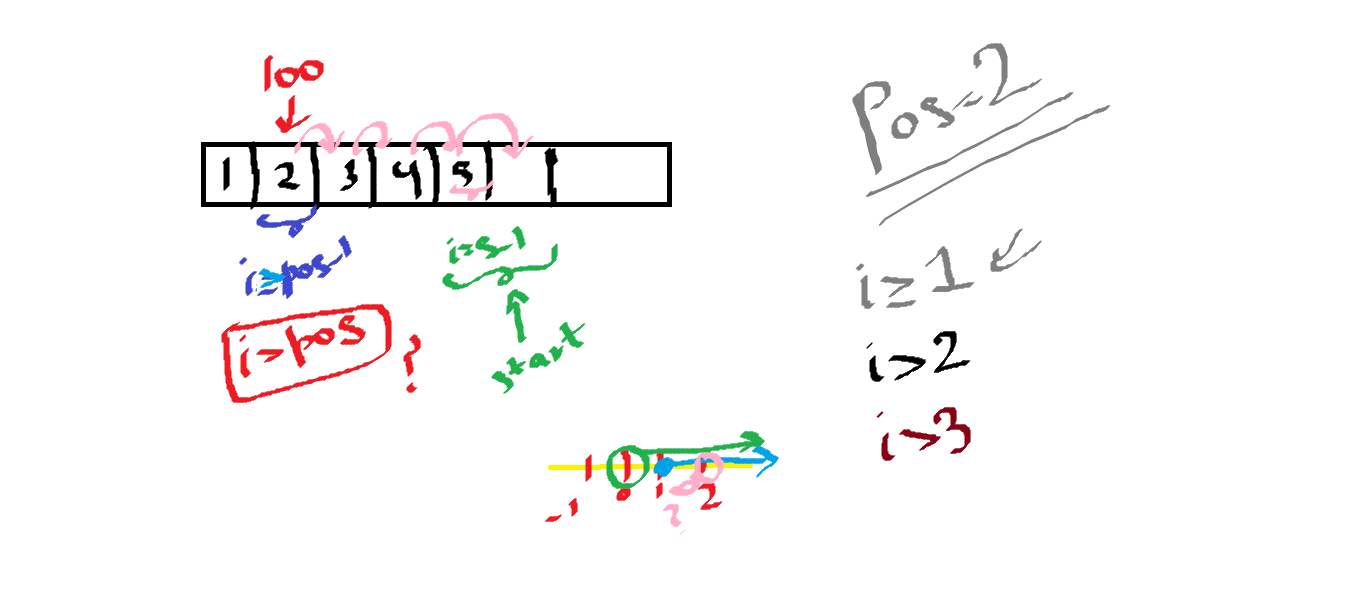 100
Pos=2
1 2 3 4 5
i≥pos-1
i=s-1
i≥1
i>pos
?
start
i>2
i>3
-1 0 1 2
?